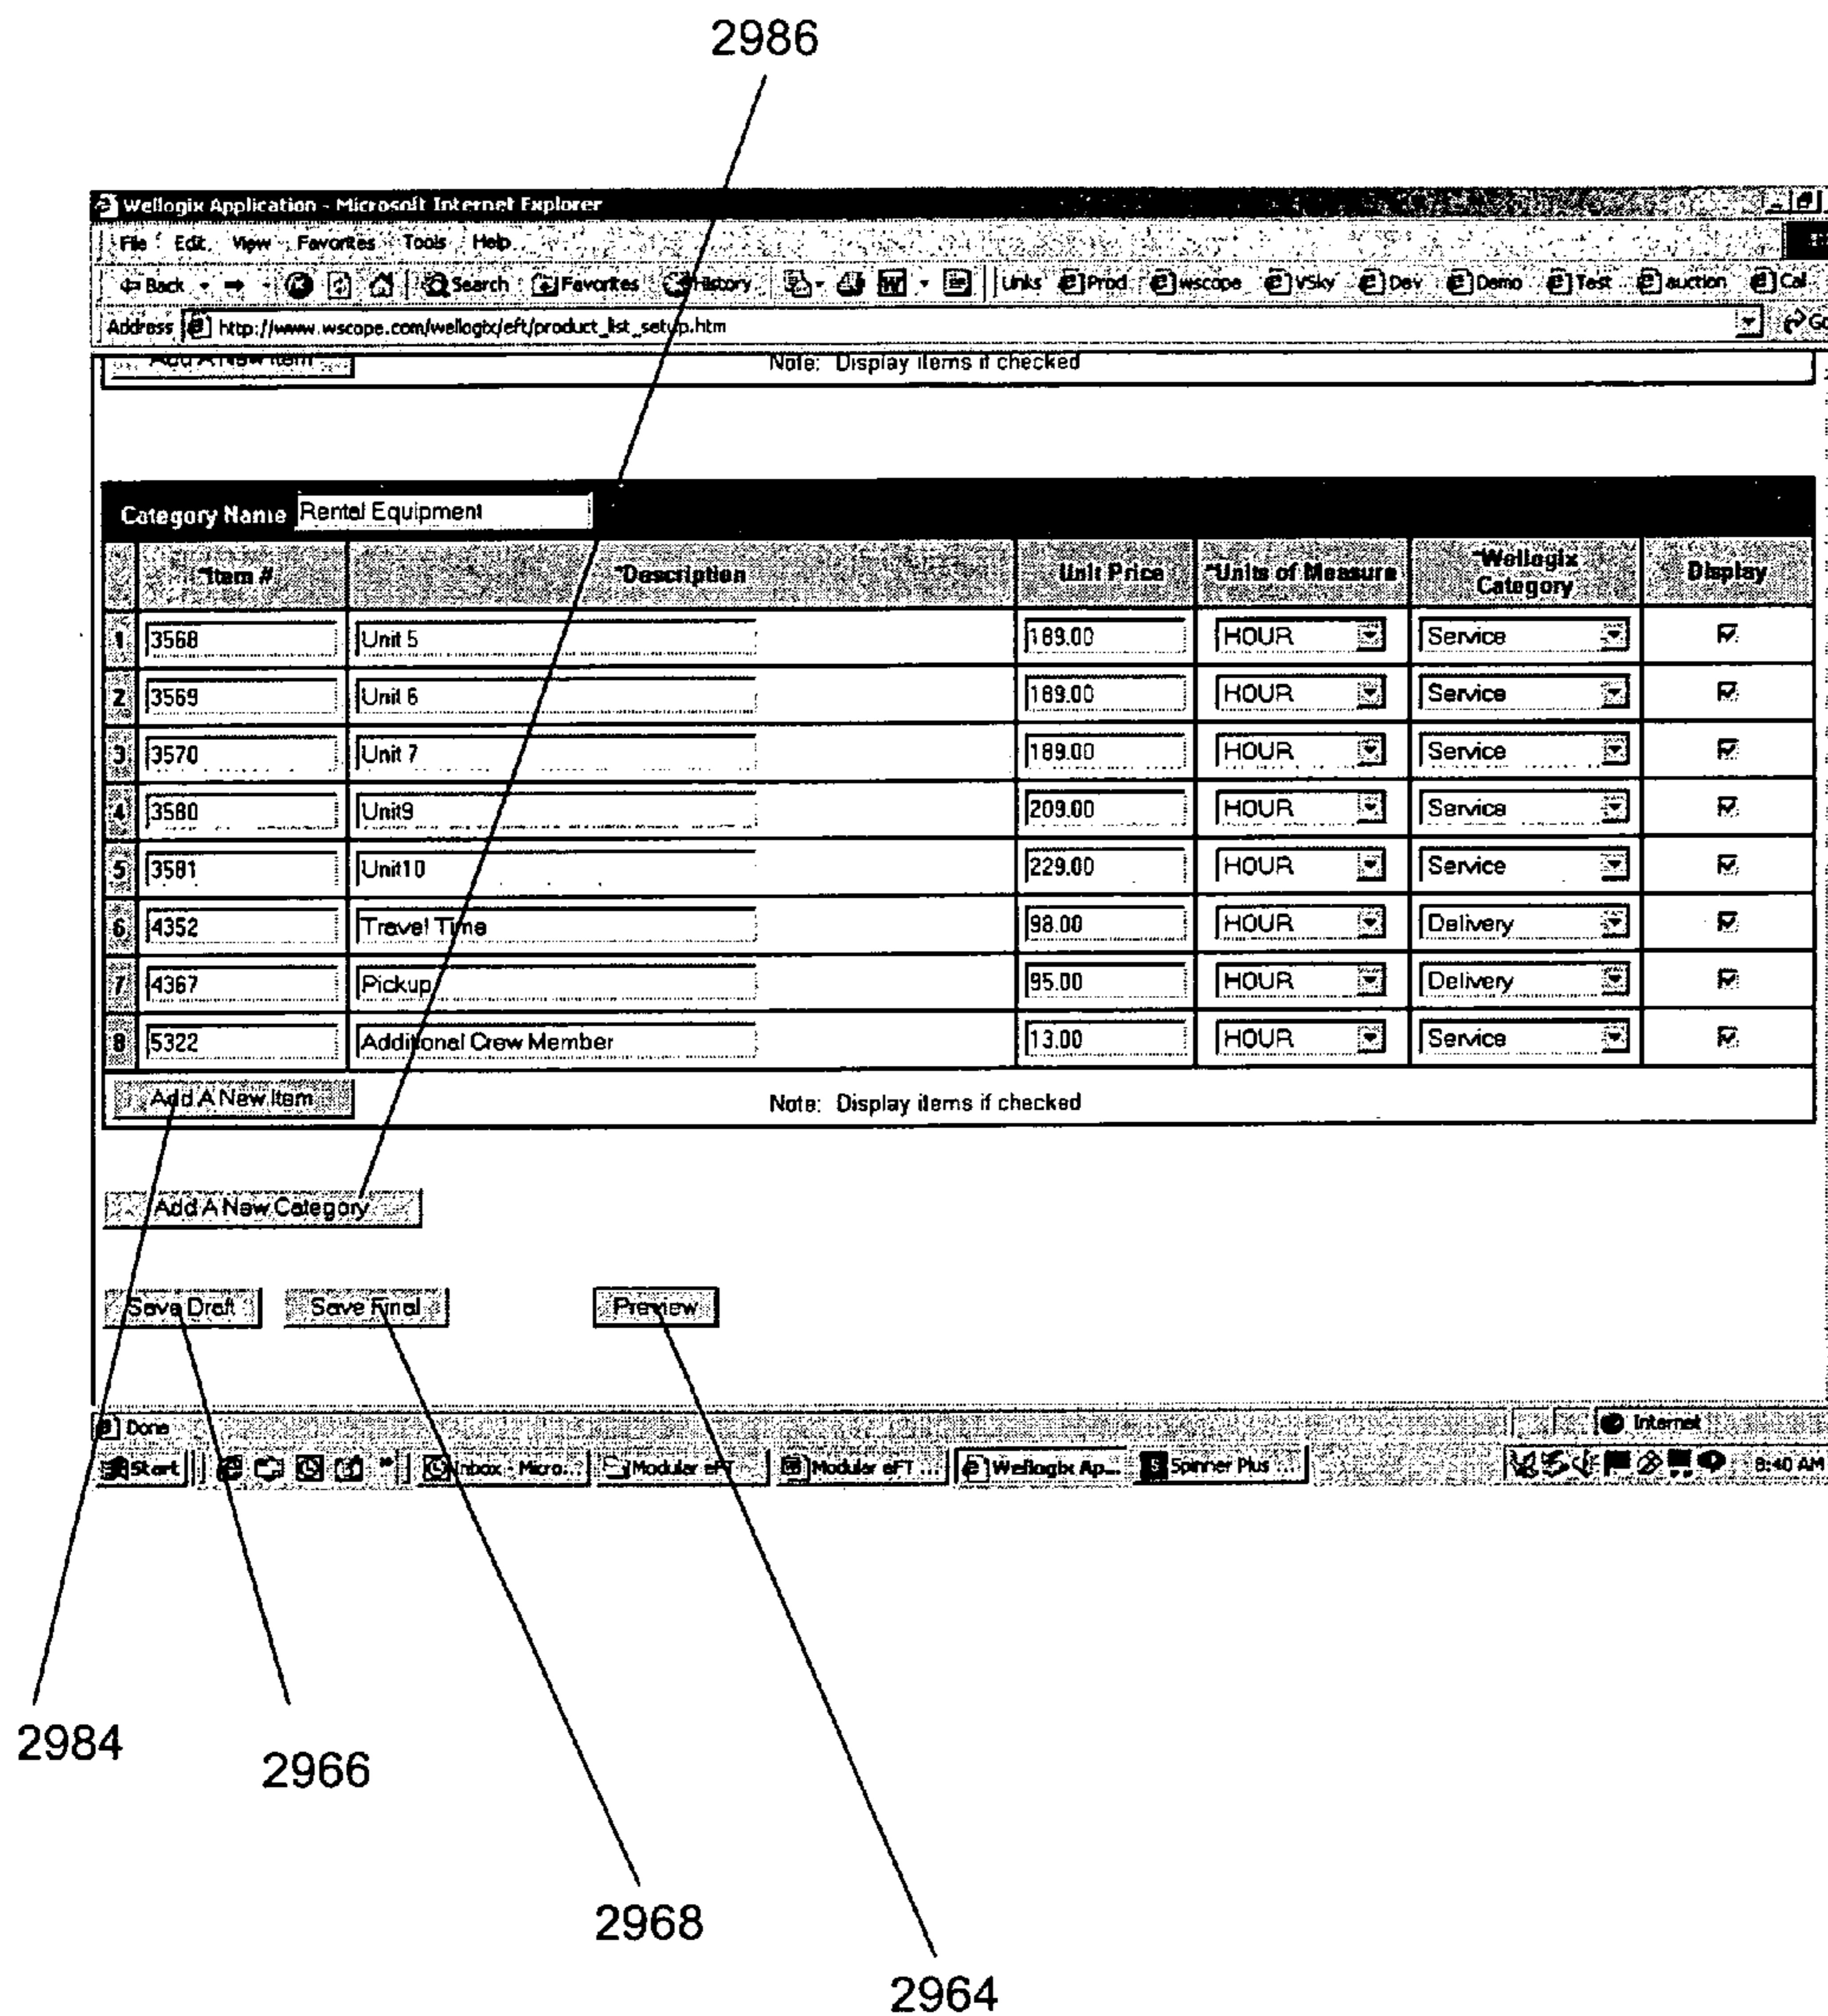 2986
Wellogix Application - Microsoft Internet Explorer
File Edit View Favorites Tools Help
Back Search Favorites History Links Prod wscope VSky Dev Demo Test auction Cal
Address http://www.wscope.com/wellogix/eft/product_list_setup.htm
Add A New Item Note: Display items if checked
Category Name Rental Equipment
*Item # *Description Unit Price *Units of Measure *Wellogix Category Display
1 3568 Unit 5 189.00 HOUR Service
2 3569 Unit 6 189.00 HOUR Service
3 3570 Unit 7 189.00 HOUR Service
4 3580 Unit9 209.00 HOUR Service
5 3581 Unit10 229.00 HOUR Service
6 4352 Travel Time 98.00 HOUR Delivery
7 4367 Pickup 95.00 HOUR Delivery
8 5322 Additional Crew Member 13.00 HOUR Service
Add A New Item Note: Display items if checked
Add A New Category
Save Draft Save Final Preview
Done Internet
Start Inbox - Micro... Modular eFT Modular eFT ... Wellogix Ap... Spinner Plus ... 8:40 AM
2984
2966
2968
2964